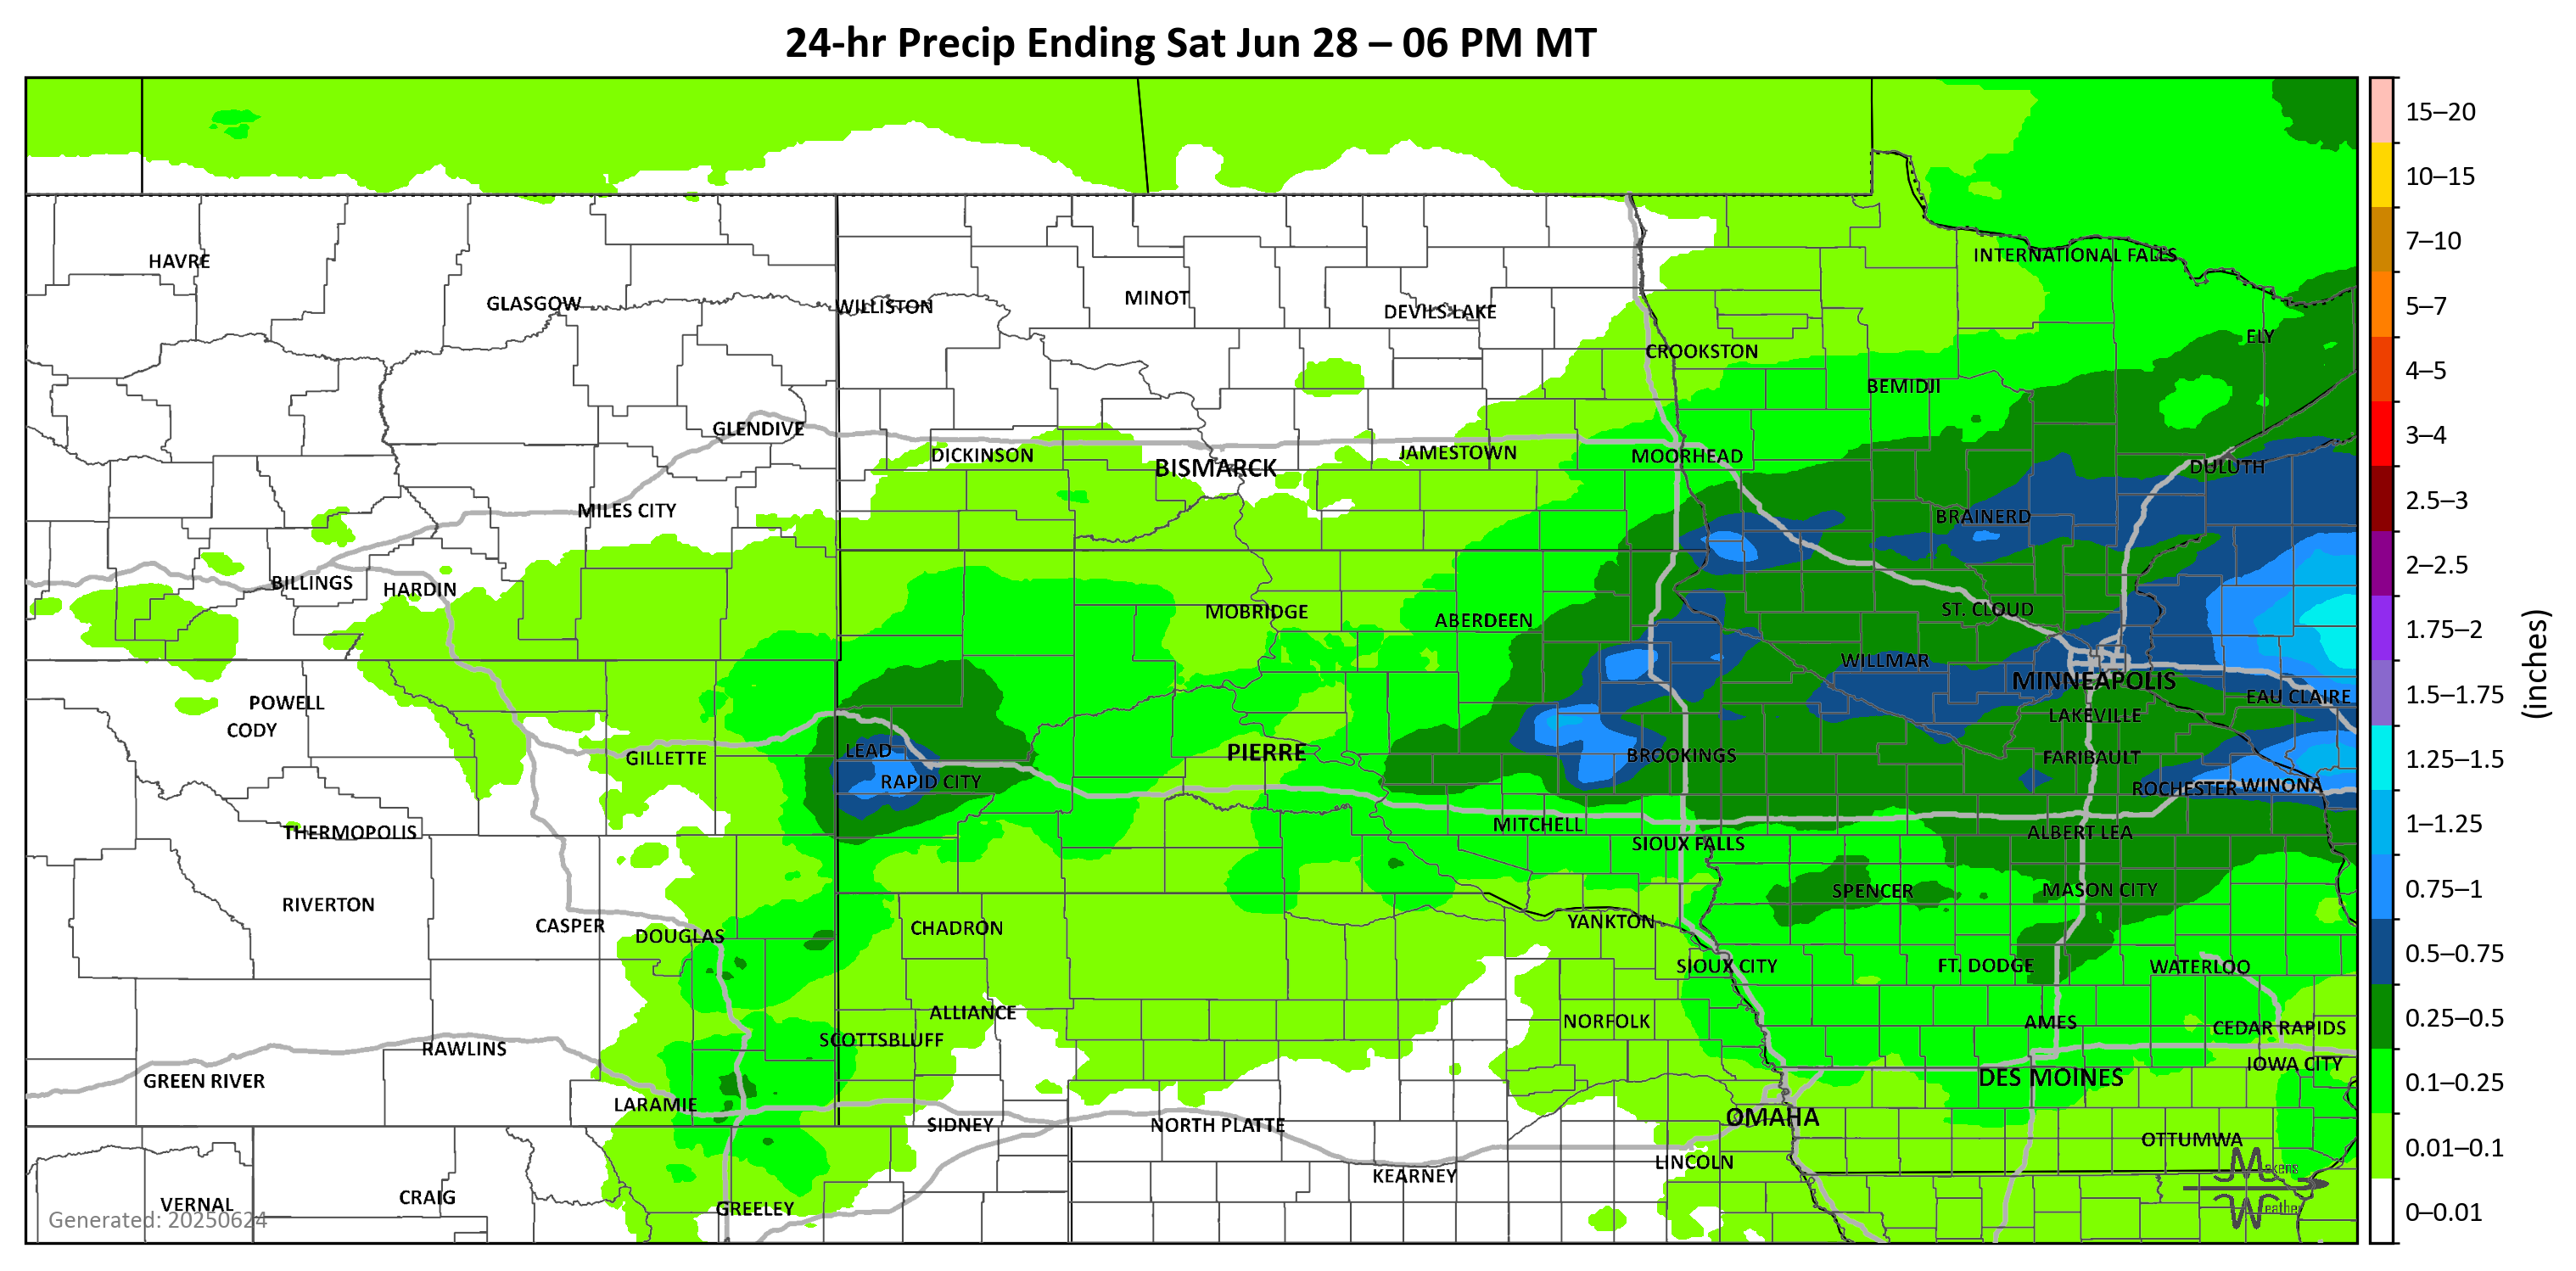 24-hr Precip Ending Sat Jun 28 – 06 PM MT
15–20
10–15
7–10
5–7
4–5
3–4
2.5–3
2–2.5
1.75–2
1.5–1.75
1.25–1.5
1–1.25
0.75–1
0.5–0.75
0.25–0.5
0.1–0.25
0.01–0.1
0–0.01
(inches)
HAVRE
INTERNATIONAL FALLS
GLASGOW
WILLISTON
MINOT
DEVILS LAKE
ELY
CROOKSTON
BEMIDJI
GLENDIVE
DICKINSON
BISMARCK
JAMESTOWN
MOORHEAD
DULUTH
MILES CITY
BRAINERD
BILLINGS
HARDIN
MOBRIDGE
ABERDEEN
ST. CLOUD
WILLMAR
MINNEAPOLIS
EAU CLAIRE
POWELL
CODY
LAKEVILLE
LEAD
GILLETTE
PIERRE
BROOKINGS
FARIBAULT
RAPID CITY
ROCHESTER
WINONA
THERMOPOLIS
MITCHELL
SIOUX FALLS
ALBERT LEA
RIVERTON
SPENCER
MASON CITY
CASPER
DOUGLAS
CHADRON
YANKTON
SIOUX CITY
FT. DODGE
WATERLOO
ALLIANCE
NORFOLK
AMES
CEDAR RAPIDS
RAWLINS
SCOTTSBLUFF
GREEN RIVER
IOWA CITY
DES MOINES
LARAMIE
SIDNEY
NORTH PLATTE
OMAHA
OTTUMWA
LINCOLN
KEARNEY
VERNAL
CRAIG
GREELEY
Generated: 20250624
Makens
Weather